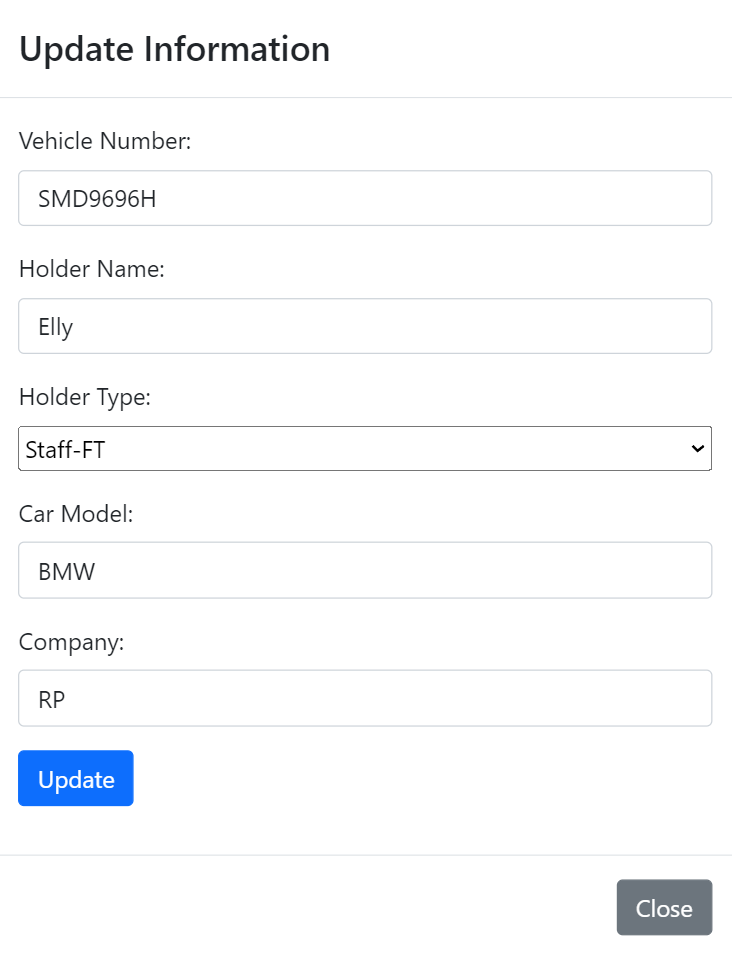 Update Information
Vehicle Number:
SMD9696H
Holder Name:
Elly
Holder Type:
Staff-FT
Car Model:
BMW
Company:
RP
Update
Close